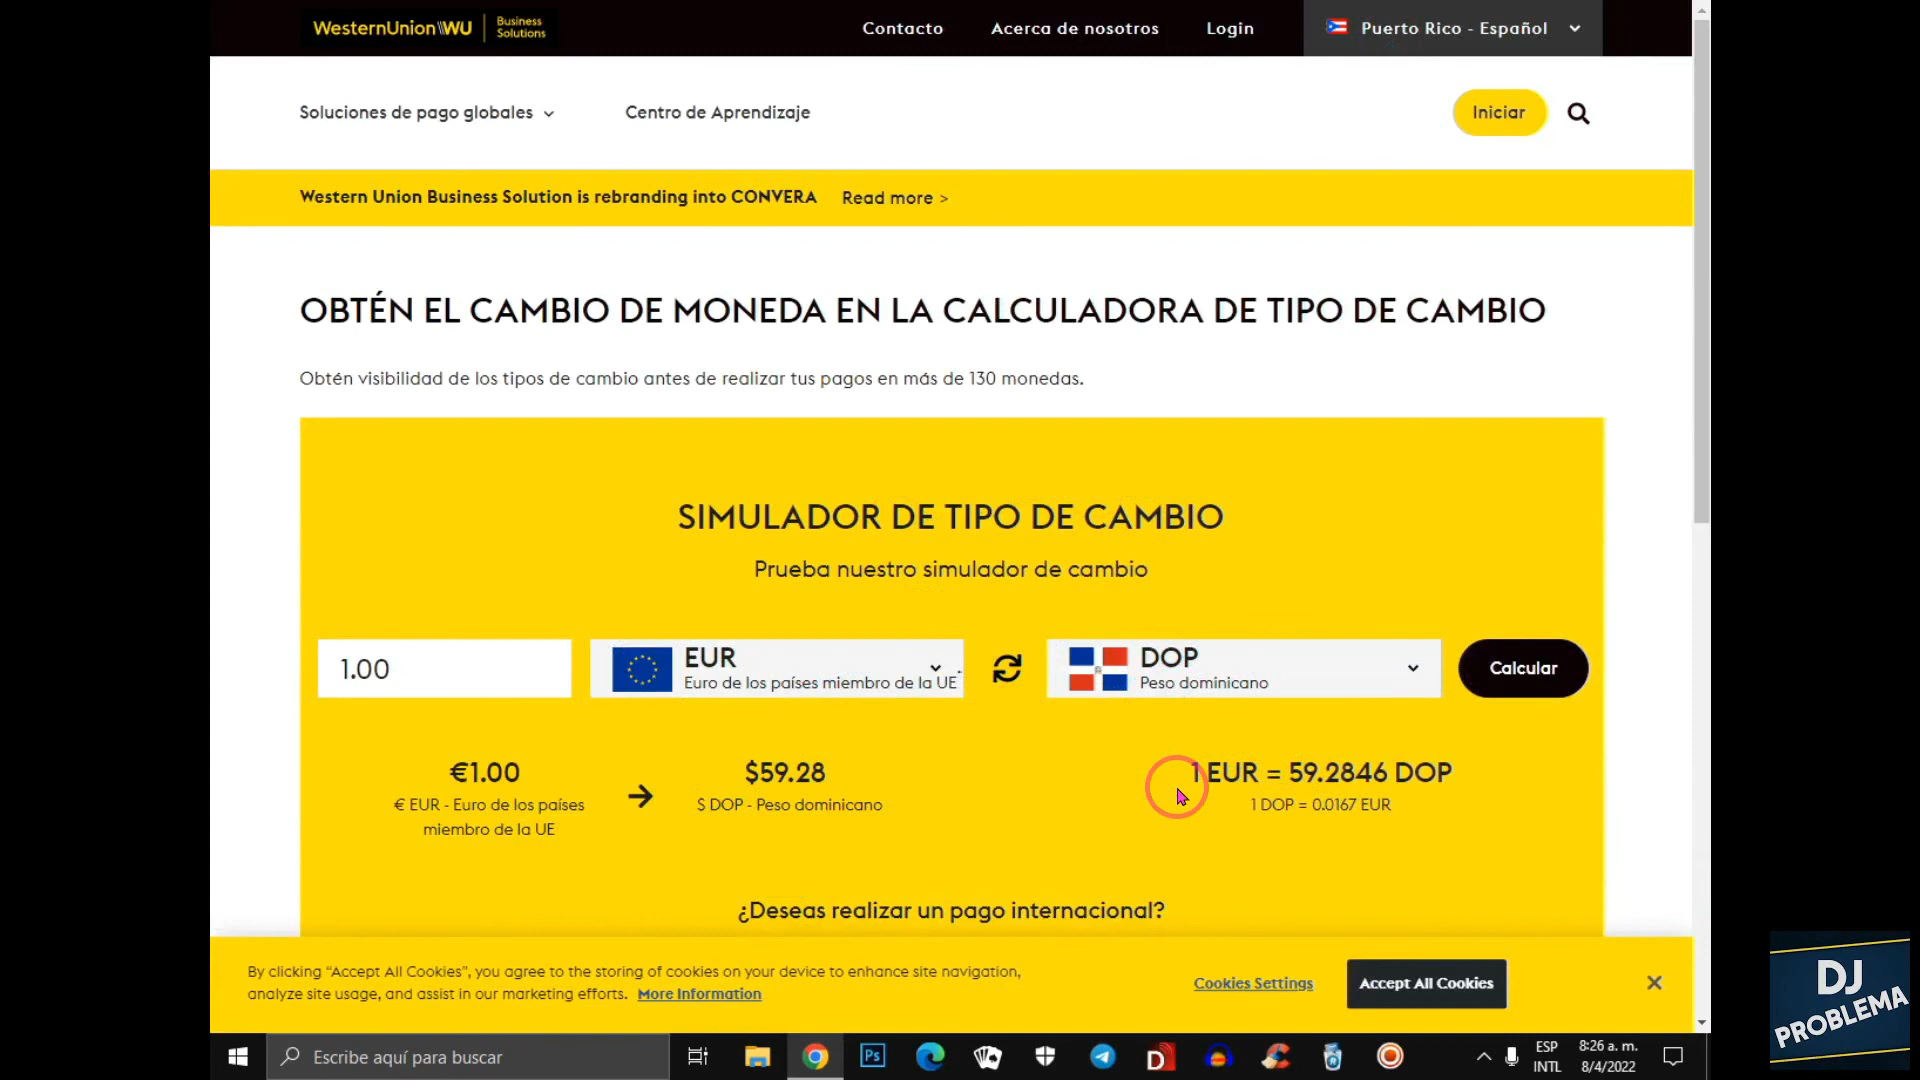 WesternUnion WU Business Solutions
Contacto
Acerca de nosotros
Login
Puerto Rico - Español
Soluciones de pago globales
Centro de Aprendizaje
Iniciar
Western Union Business Solution is rebranding into CONVERA Read more >
OBTÉN EL CAMBIO DE MONEDA EN LA CALCULADORA DE TIPO DE CAMBIO
Obtén visibilidad de los tipos de cambio antes de realizar tus pagos en más de 130 monedas.
SIMULADOR DE TIPO DE CAMBIO
Prueba nuestro simulador de cambio
1.00
EUR
Euro de los países miembro de la UE
DOP
Peso dominicano
Calcular
€1.00
€ EUR - Euro de los países
miembro de la UE
$59.28
$ DOP - Peso dominicano
1 EUR = 59.2846 DOP
1 DOP = 0.0167 EUR
¿Deseas realizar un pago internacional?
By clicking “Accept All Cookies”, you agree to the storing of cookies on your device to enhance site navigation,
analyze site usage, and assist in our marketing efforts. More Information
Cookies Settings
Accept All Cookies
DJ
PROBLEMA
Escribe aquí para buscar
Ps
D
ESP
INTL
8:26 a. m.
8/4/2022